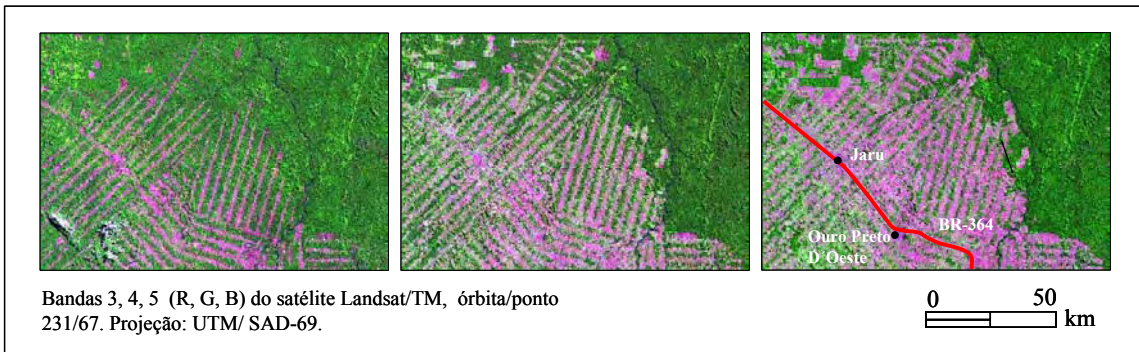 Jaru
BR-364
Ouro Preto
D´Oeste
Bandas 3, 4, 5 (R, G, B) do satélite Landsat/TM, órbita/ponto
231/67. Projeção: UTM/ SAD-69.
0 50
km